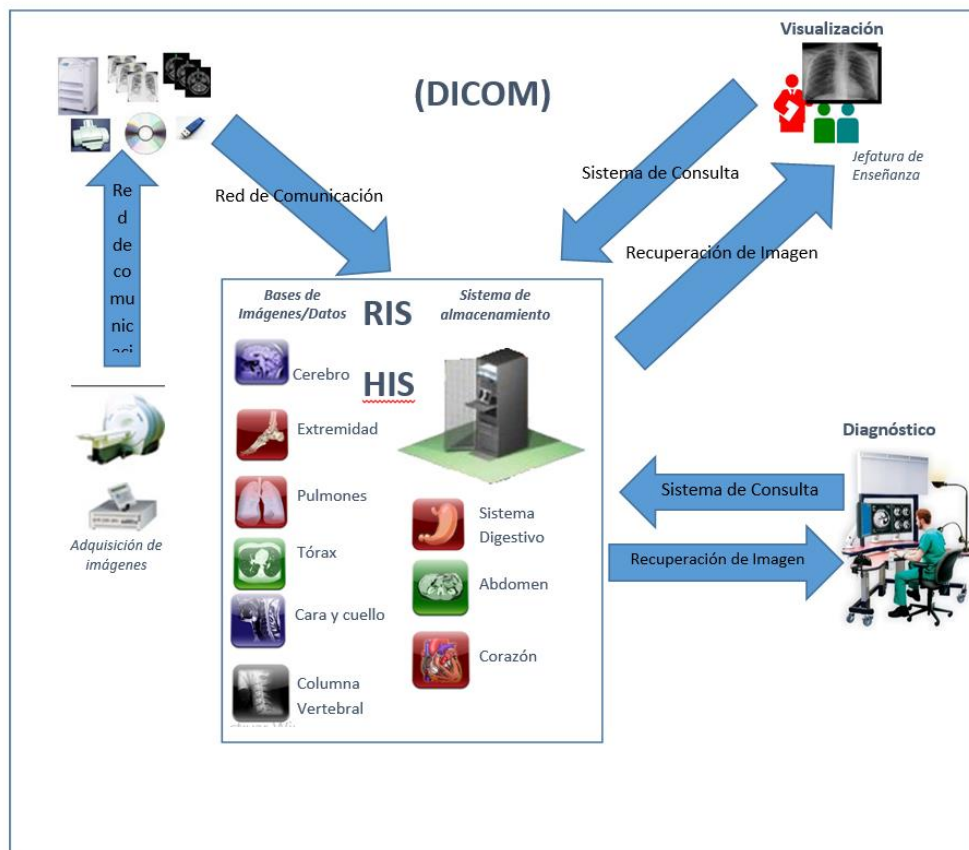 Visualización
(DICOM)
Jefatura de
Enseñanza
Sistema de Consulta
Red de Comunicación
Recuperación de Imagen
Re
d
de
co
mu
nic
aci
Bases de
Imágenes/Datos
RIS
HIS
Sistema de
almacenamiento
Cerebro
Extremidad
Pulmones
Tórax
Cara y cuello
Columna
Vertebral
Sistema
Digestivo
Abdomen
Corazón
Adquisición de
imágenes
Diagnóstico
Sistema de Consulta
Recuperación de Imagen